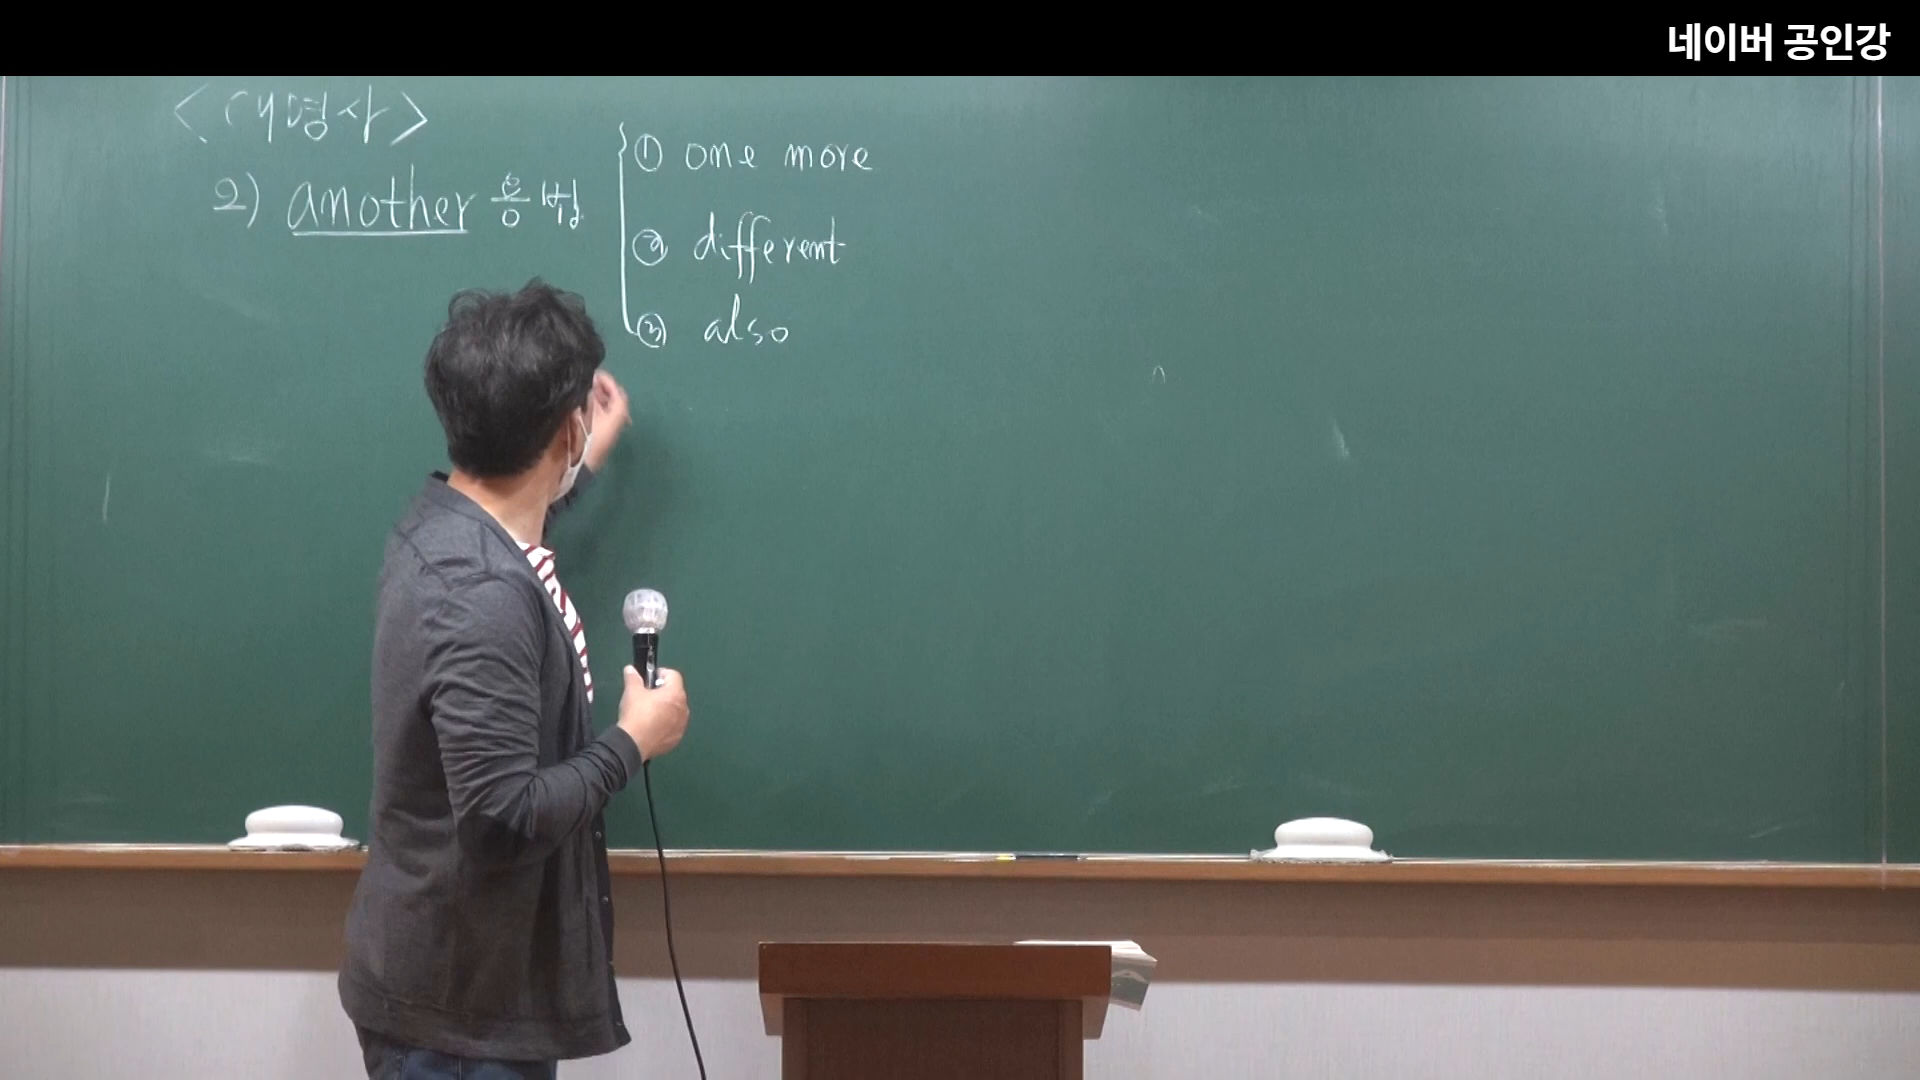 네이버 공인강
<대명사>
2) another 용법
① one more
② different
③ also